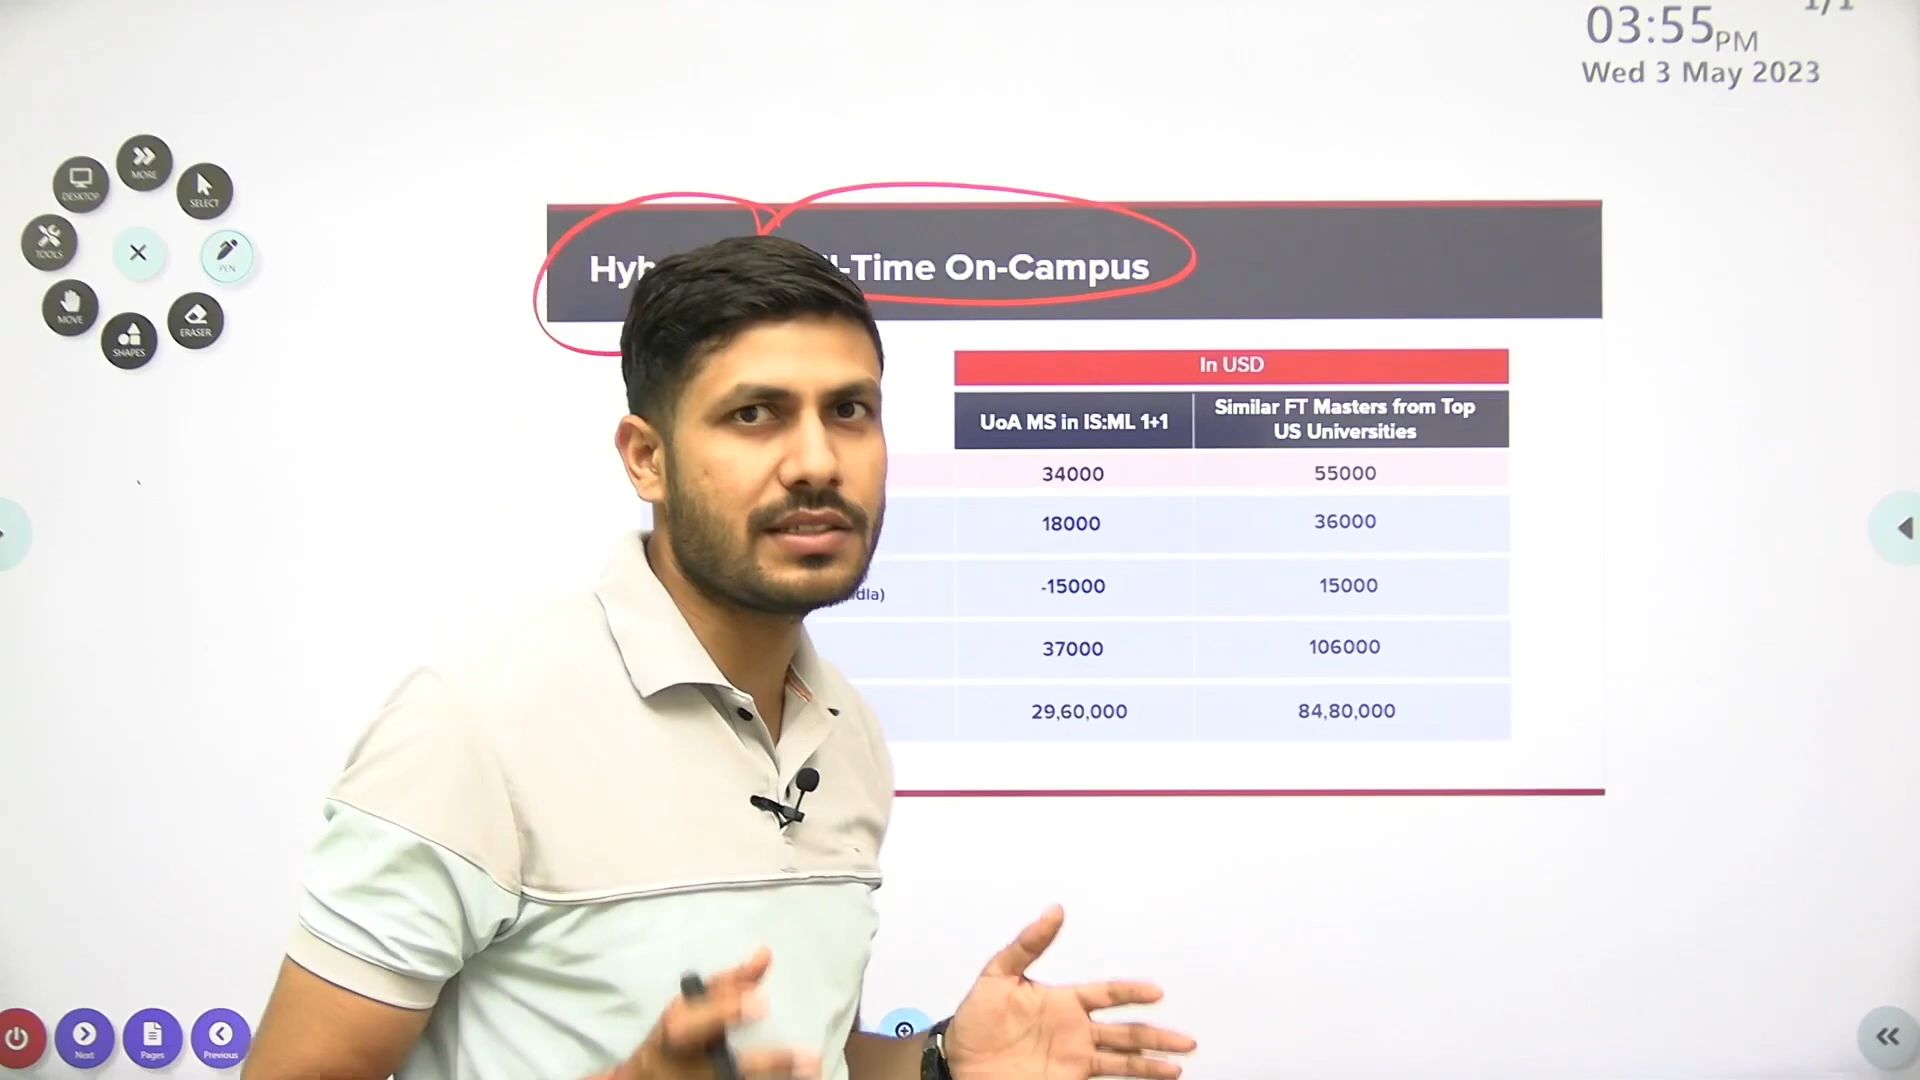 03:55PM
Wed 3 May 2023
MORE
DESKTOP
SELECT
TOOLS
PEN
MOVE
ERASER
SHAPES
-Time On-Campus
In USD
UoA MS in IS:ML 1+1
Similar FT Masters from Top
US Universities
34000 55000
18000 36000
-15000 15000
37000 106000
29,60,000 84,80,000
Next
Pages
Previous